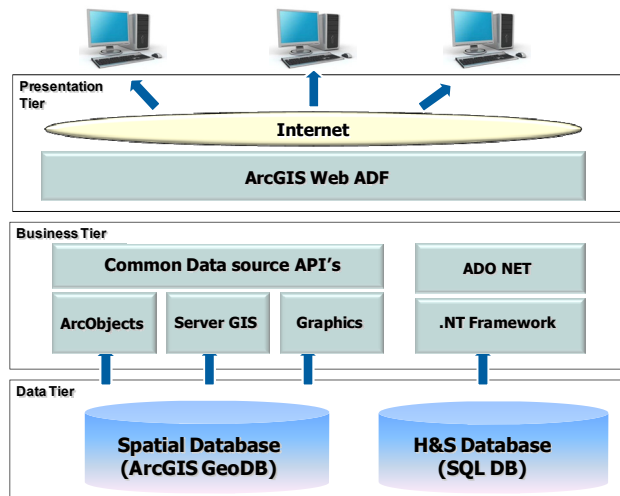 Presentation
Tier
Internet
ArcGIS Web ADF
Business Tier
Common Data source API's
ADO NET
ArcObjects
Server GIS
Graphics
.NT Framework
Data Tier
Spatial Database
(ArcGIS GeoDB)
H&S Database
(SQL DB)